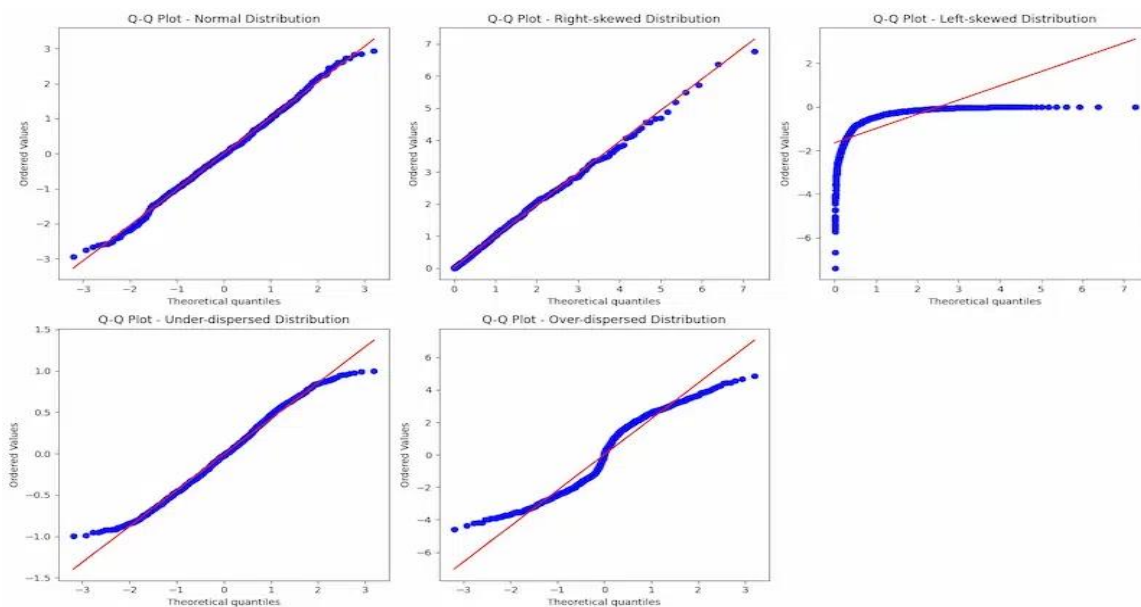 Q-Q Plot - Normal Distribution
Ordered Values
3
2
1
0
−1
−2
−3
−3 −2 −1 0 1 2 3
Theoretical quantiles
Q-Q Plot - Right-skewed Distribution
Ordered Values
7
6
5
4
3
2
1
0
0 1 2 3 4 5 6 7
Theoretical quantiles
Q-Q Plot - Left-skewed Distribution
Ordered Values
2
0
−2
−4
−6
0 1 2 3 4 5 6 7
Theoretical quantiles
Q-Q Plot - Under-dispersed Distribution
Ordered Values
1.5
1.0
0.5
0.0
−0.5
−1.0
−1.5
−3 −2 −1 0 1 2 3
Theoretical quantiles
Q-Q Plot - Over-dispersed Distribution
Ordered Values
6
4
2
0
−2
−4
−6
−3 −2 −1 0 1 2 3
Theoretical quantiles